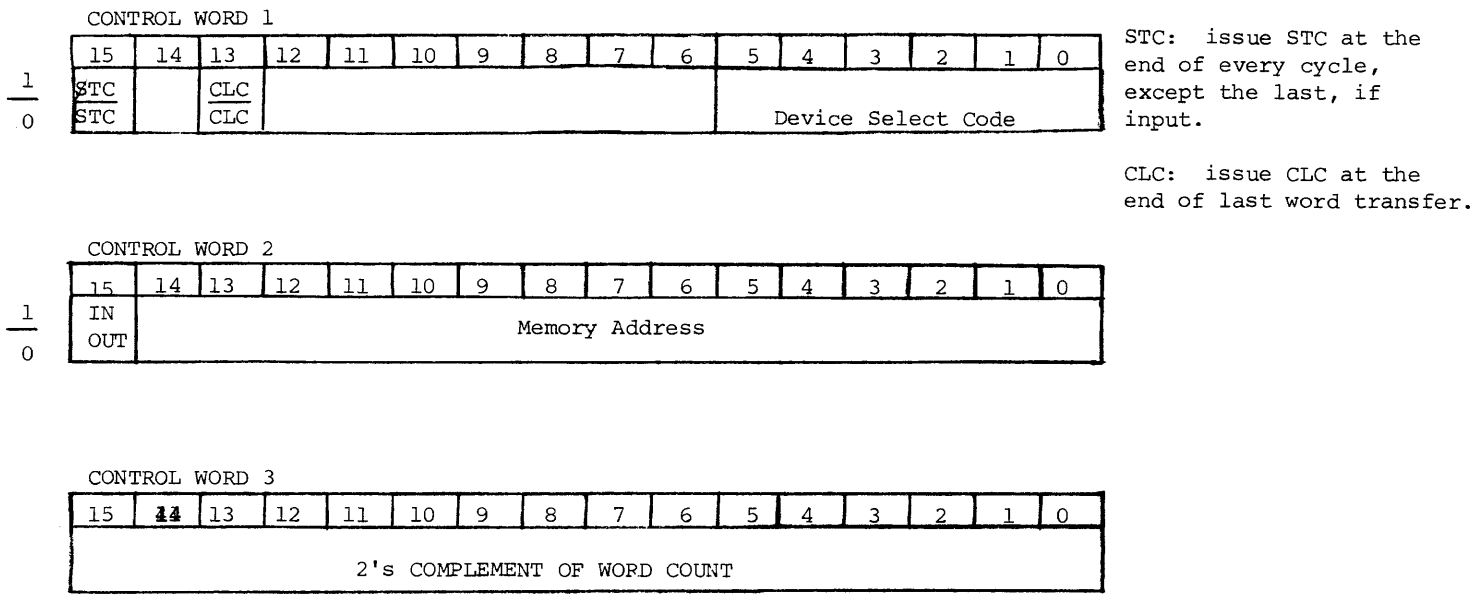 CONTROL WORD 1
15 14 13 12 11 10 9 8 7 6 5 4 3 2 1 0
1
0
STC
STC
CLC
CLC
Device Select Code
STC: issue STC at the
end of every cycle,
except the last, if
input.
CLC: issue CLC at the
end of last word transfer.
CONTROL WORD 2
15 14 13 12 11 10 9 8 7 6 5 4 3 2 1 0
1
0
IN
OUT
Memory Address
CONTROL WORD 3
15 14 13 12 11 10 9 8 7 6 5 4 3 2 1 0
2's COMPLEMENT OF WORD COUNT